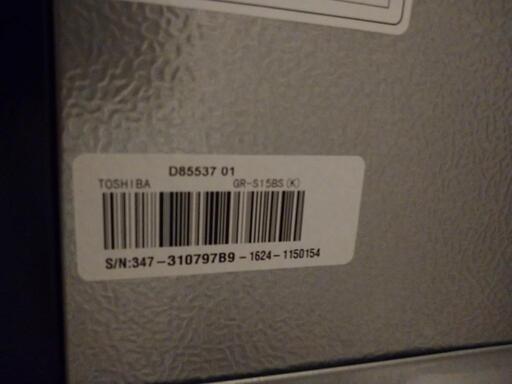 D85537 01
TOSHIBA GR-S15BS(K)
S/N:347-310797B9-1624-1150154